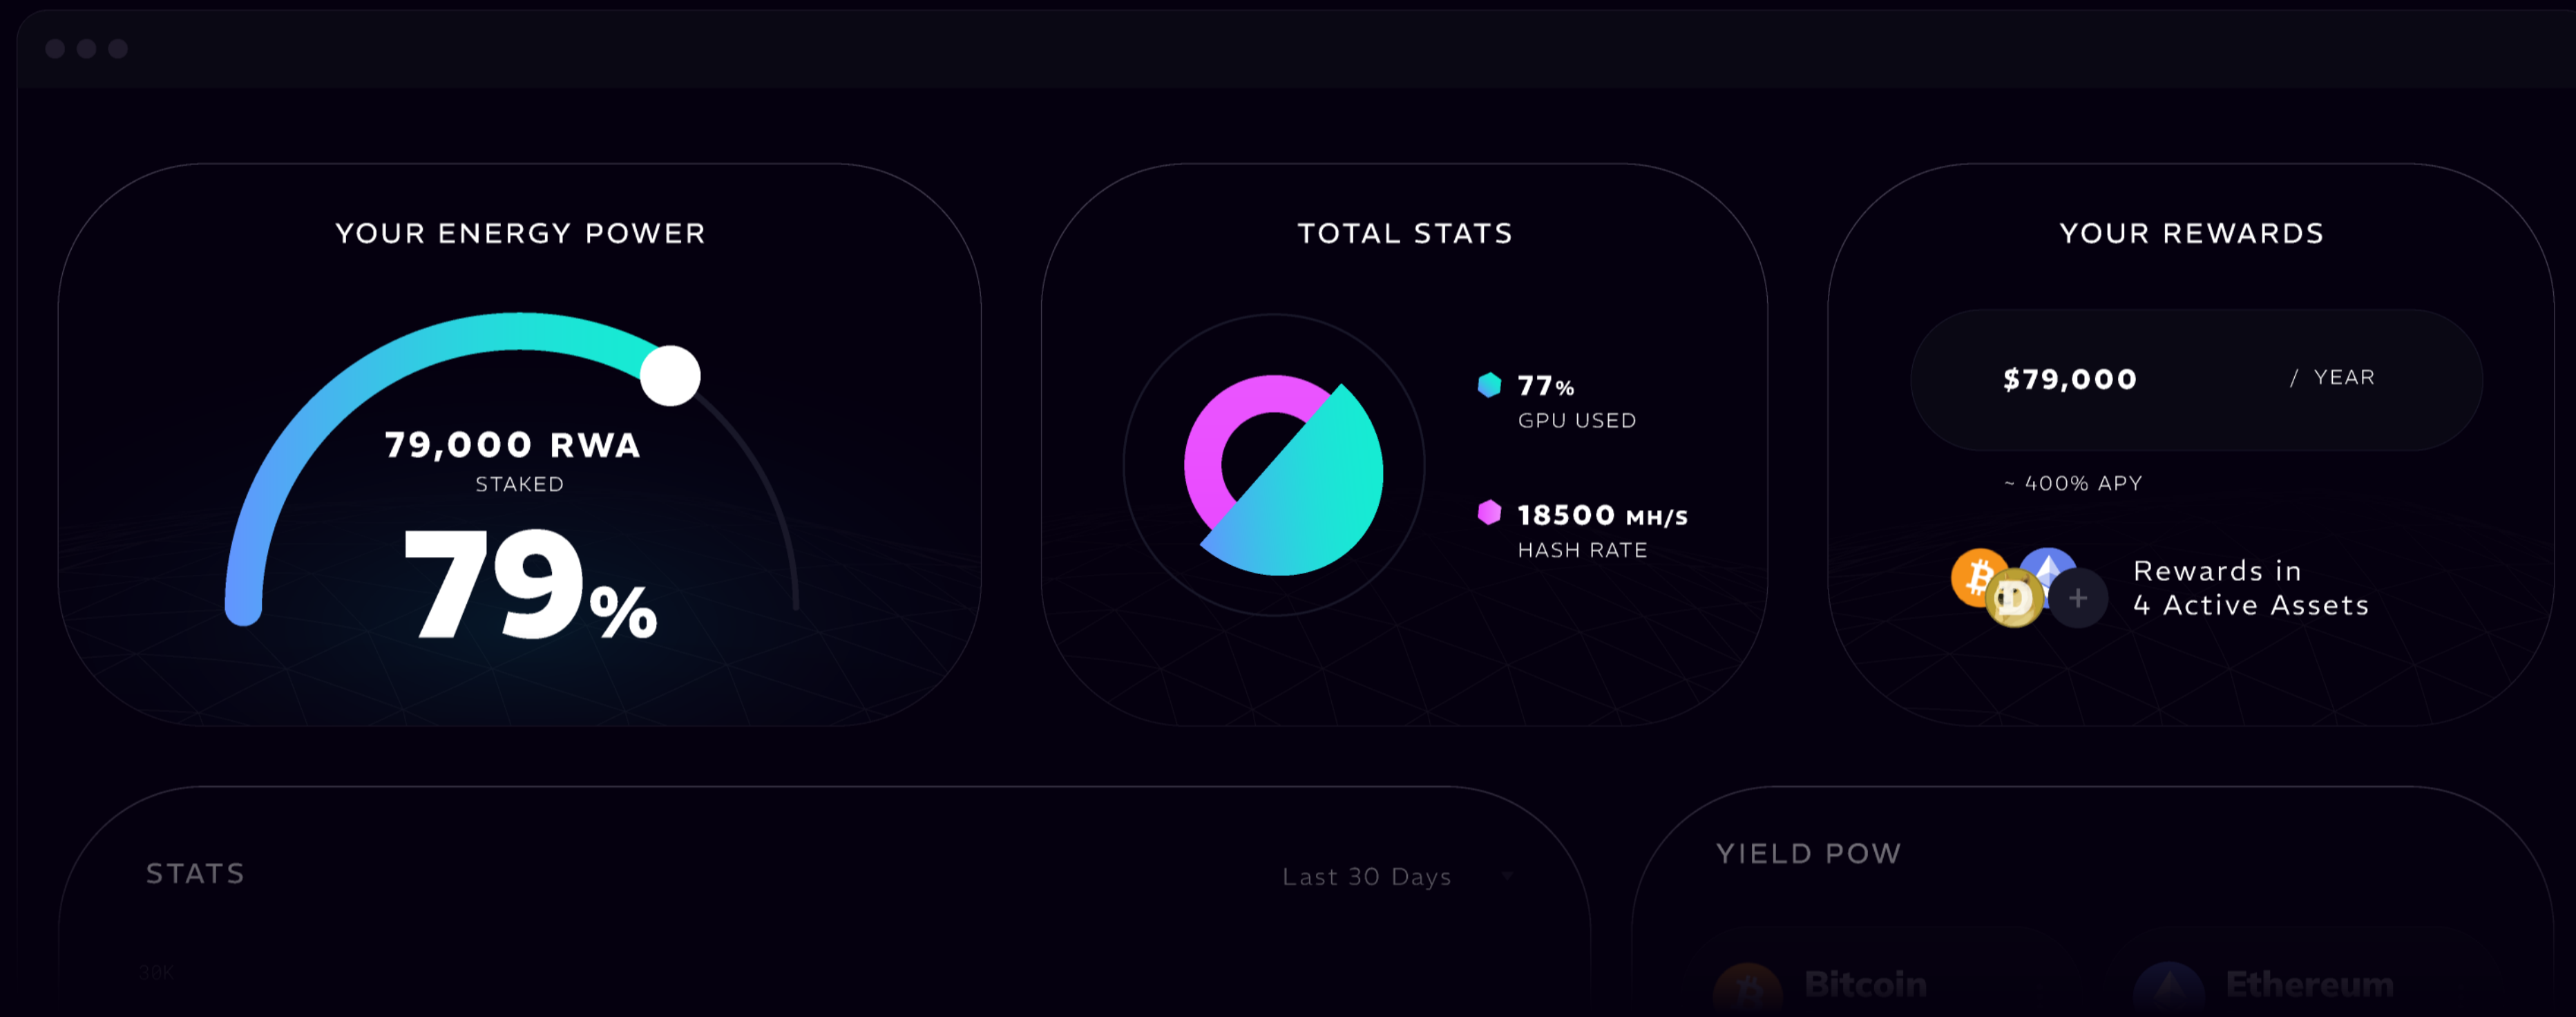 YOUR ENERGY POWER
79,000 RWA
STAKED
79%
TOTAL STATS
77%
GPU USED
18500 MH/S
HASH RATE
YOUR REWARDS
$79,000
/ YEAR
~ 400% APY
Rewards in
4 Active Assets
STATS
Last 30 Days
30K
YIELD POW
Bitcoin
Ethereum